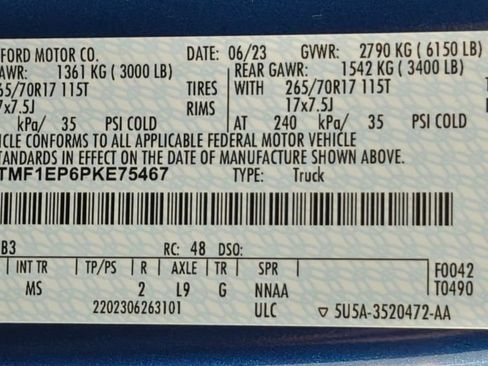 FORD MOTOR CO. DATE: 06/23 GVWR: 2790 KG ( 6150 LB)
GAWR: 1361 KG ( 3000 LB) REAR GAWR: 1542 KG ( 3400 LB)
65/70R17 115T TIRES WITH 265/70R17 115T
7x7.5J RIMS 17x7.5J
kPa/ 35 PSI COLD AT 240 kPa/ 35 PSI COLD
CLE CONFORMS TO ALL APPLICABLE FEDERAL MOTOR VEHICLE
IN EFFECT ON THE DATE OF MANUFACTURE SHOWN ABOVE.
TMF1EP6PKE75467 TYPE: Truck
B3 RC: 48 DSO:
INT TR TP/PS R AXLE TR SPR F0042
MS 2 L9 G NNAA T0490
2202306263101 ULC ▽ 5U5A-3520472-AA